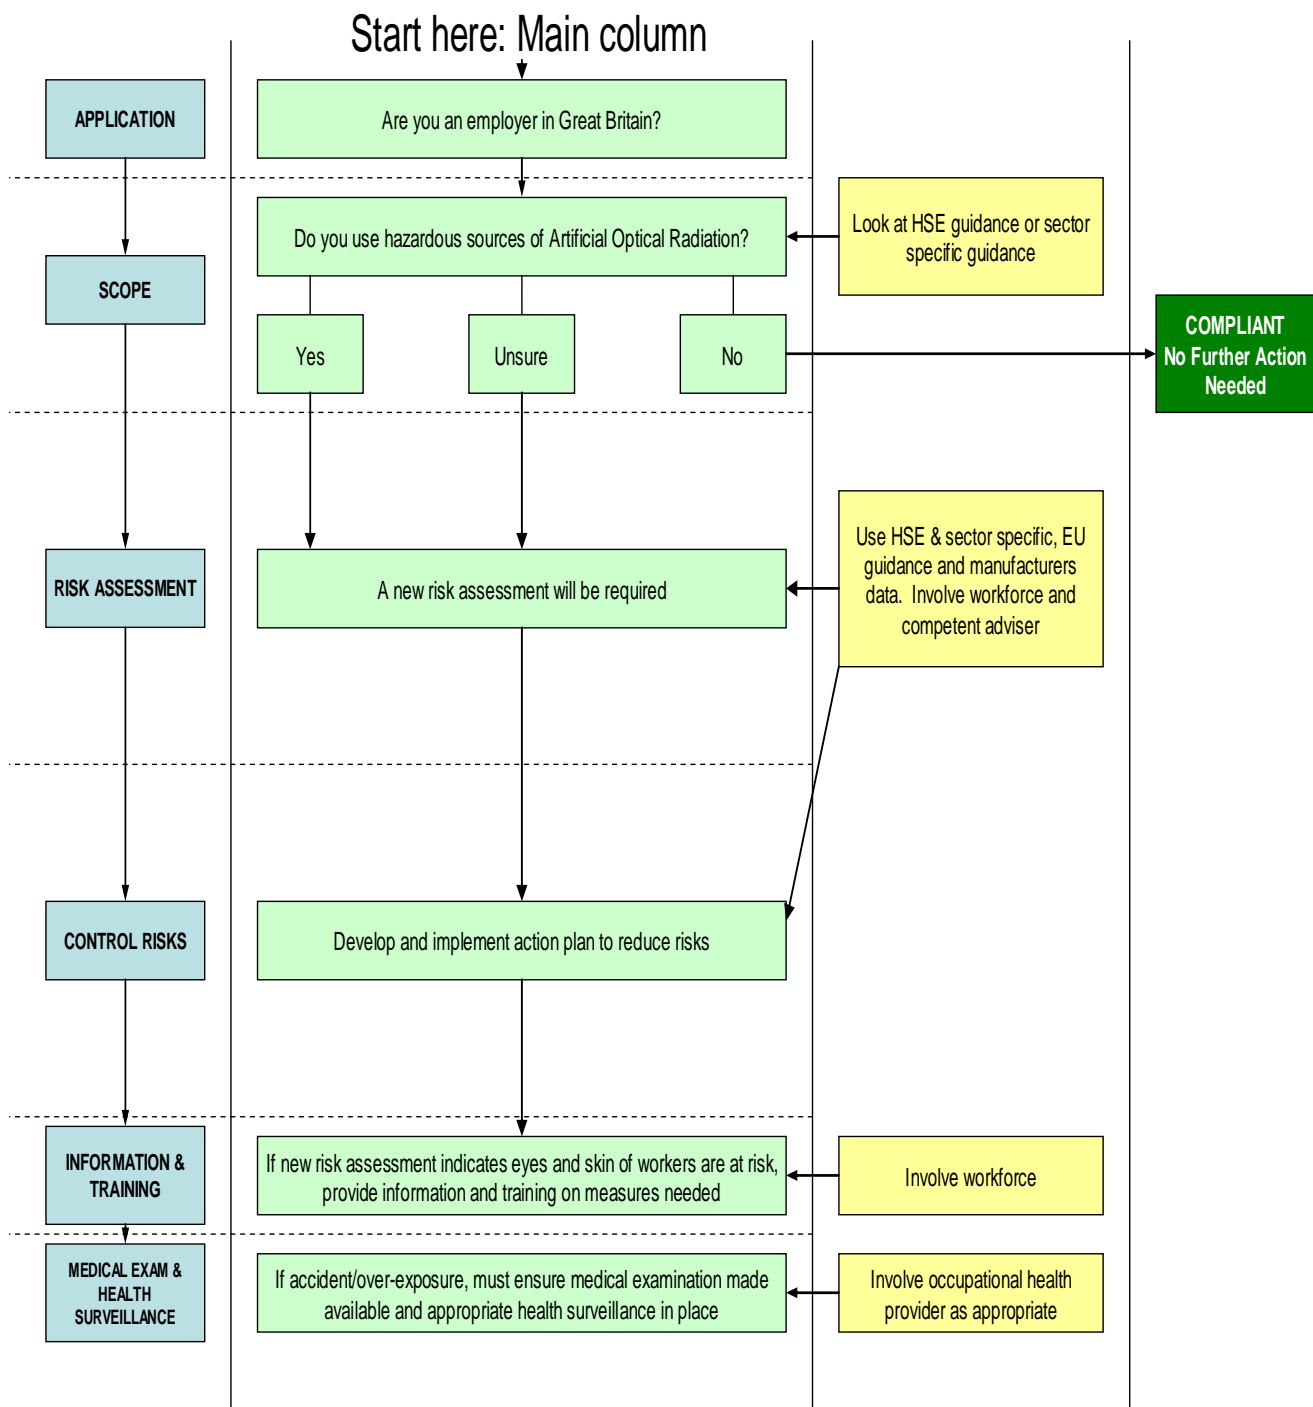 Start here: Main column
APPLICATION
Are you an employer in Great Britain?
Do you use hazardous sources of Artificial Optical Radiation?
Look at HSE guidance or sector
specific guidance
SCOPE
Yes
Unsure
No
COMPLIANT
No Further Action
Needed
RISK ASSESSMENT
A new risk assessment will be required
Use HSE & sector specific, EU
guidance and manufacturers
data. Involve workforce and
competent adviser
CONTROL RISKS
Develop and implement action plan to reduce risks
INFORMATION &
TRAINING
If new risk assessment indicates eyes and skin of workers are at risk,
provide information and training on measures needed
Involve workforce
MEDICAL EXAM &
HEALTH
SURVEILLANCE
If accident/over-exposure, must ensure medical examination made
available and appropriate health surveillance in place
Involve occupational health
provider as appropriate